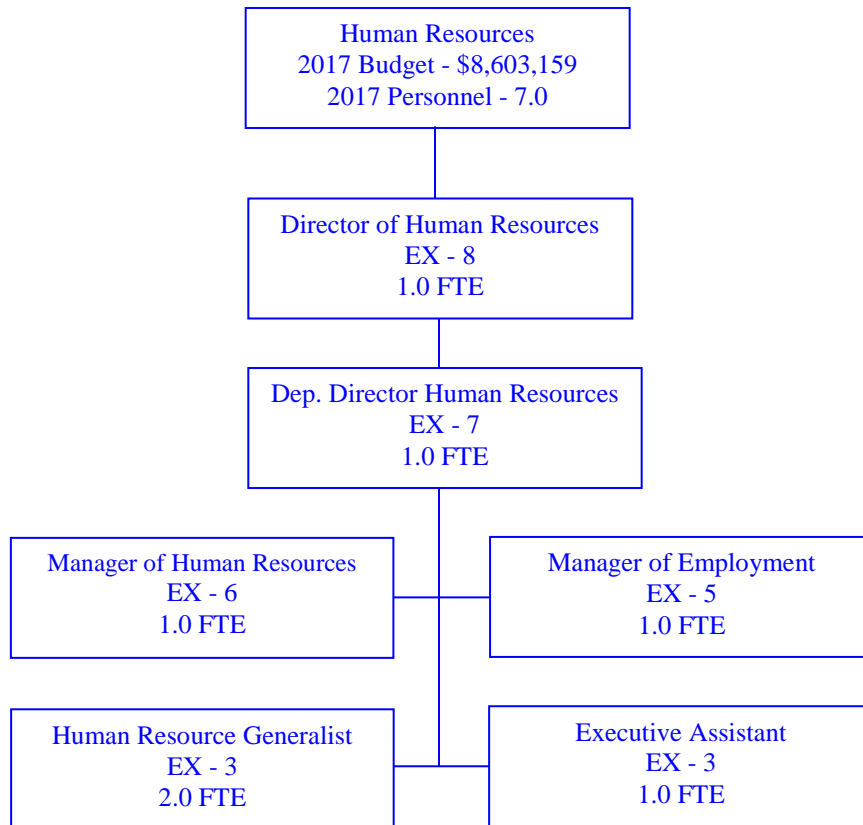 Human Resources
2017 Budget - $8,603,159
2017 Personnel - 7.0
Director of Human Resources
EX - 8
1.0 FTE
Dep. Director Human Resources
EX - 7
1.0 FTE
Manager of Human Resources
EX - 6
1.0 FTE
Manager of Employment
EX - 5
1.0 FTE
Human Resource Generalist
EX - 3
2.0 FTE
Executive Assistant
EX - 3
1.0 FTE